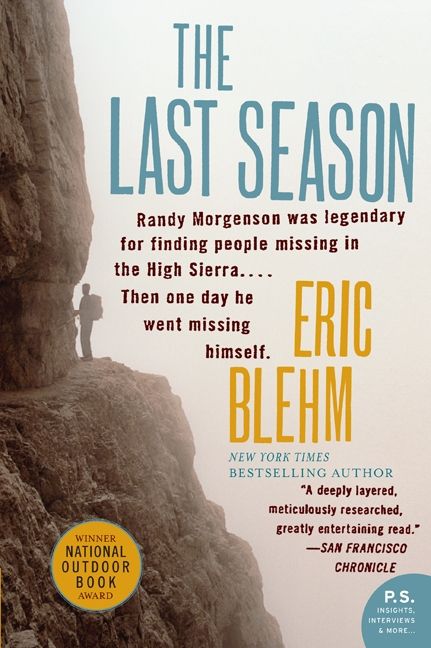 THE
LAST SEASON
Randy Morgenson was legendary
for finding people missing in
the High Sierra....
Then one day he
went missing
himself.
ERIC
BLEHM
NEW YORK TIMES
BESTSELLING AUTHOR
"A deeply layered,
meticulously researched,
greatly entertaining read."
—SAN FRANCISCO
CHRONICLE
WINNER
NATIONAL
OUTDOOR
BOOK
AWARD
P.S.
INSIGHTS,
INTERVIEWS
& MORE...